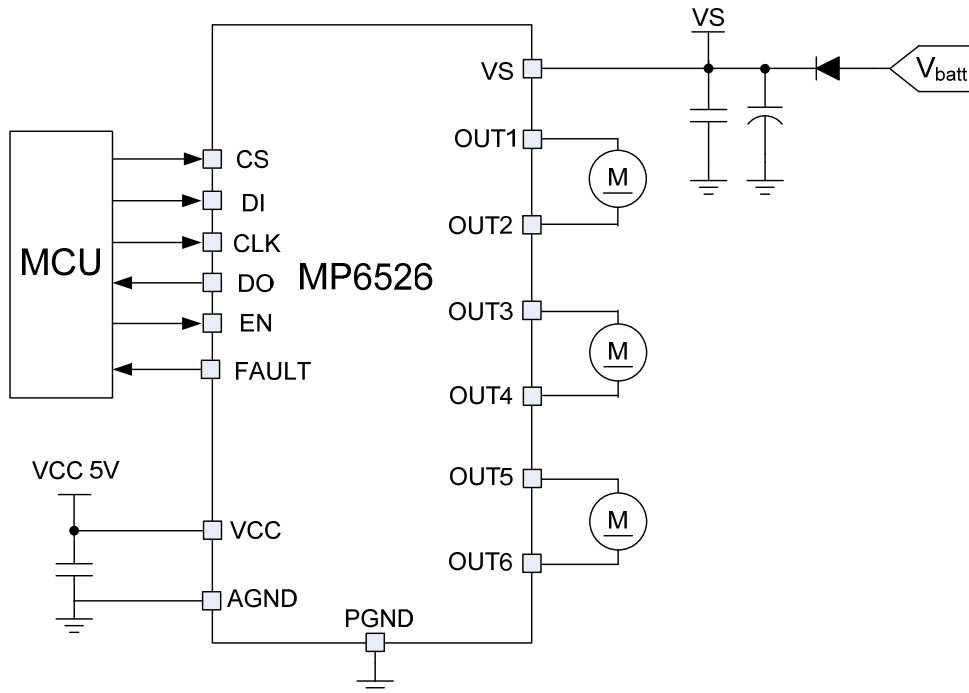 VS
VS
Vbatt
OUT1
M
OUT2
CS
DI
CLK
DO
EN
FAULT
MCU
MP6526
OUT3
M
OUT4
VCC 5V
OUT5
M
OUT6
VCC
AGND
PGND